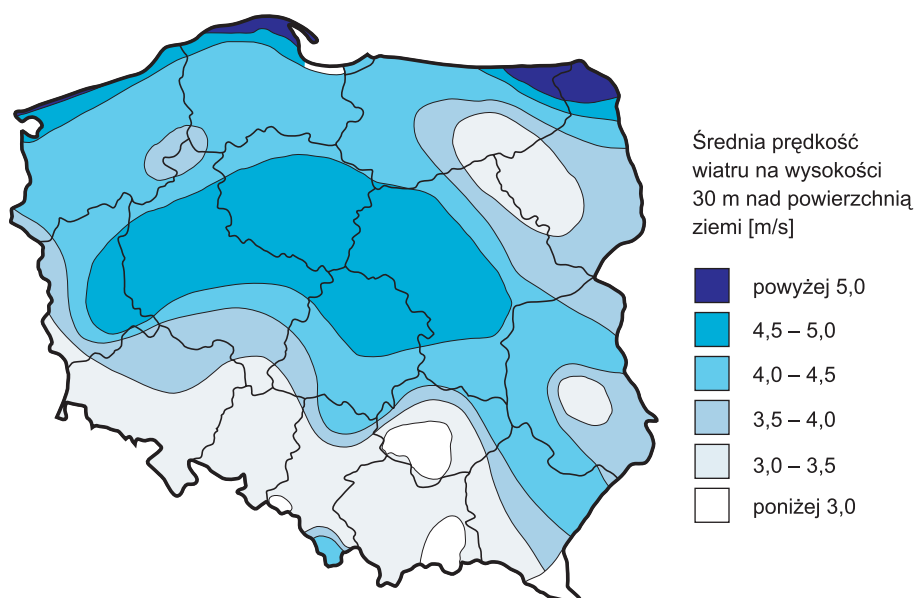 Średnia prędkość
wiatru na wysokości
30 m nad powierzchnią
ziemi [m/s]
powyżej 5,0
4,5 – 5,0
4,0 – 4,5
3,5 – 4,0
3,0 – 3,5
poniżej 3,0